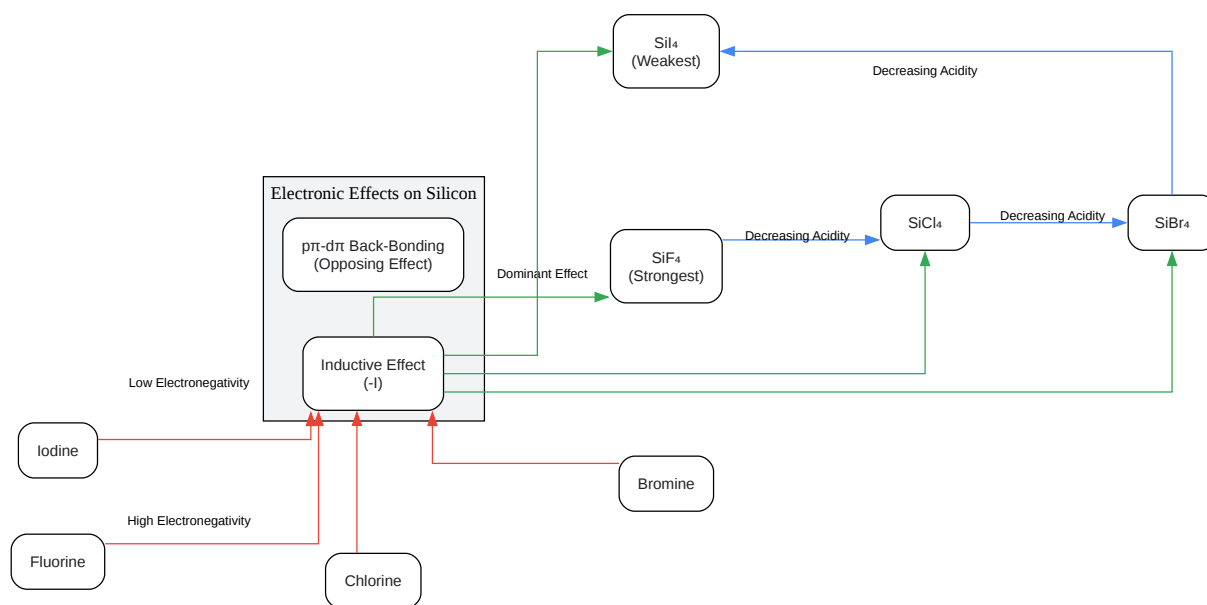 SiI₄
(Weakest)
Decreasing Acidity
Electronic Effects on Silicon
pπ-dπ Back-Bonding
(Opposing Effect)
SiF₄
(Strongest)
Decreasing Acidity
SiCl₄
Decreasing Acidity
SiBr₄
Dominant Effect
Inductive Effect
(-I)
Low Electronegativity
Iodine
Bromine
High Electronegativity
Fluorine
Chlorine